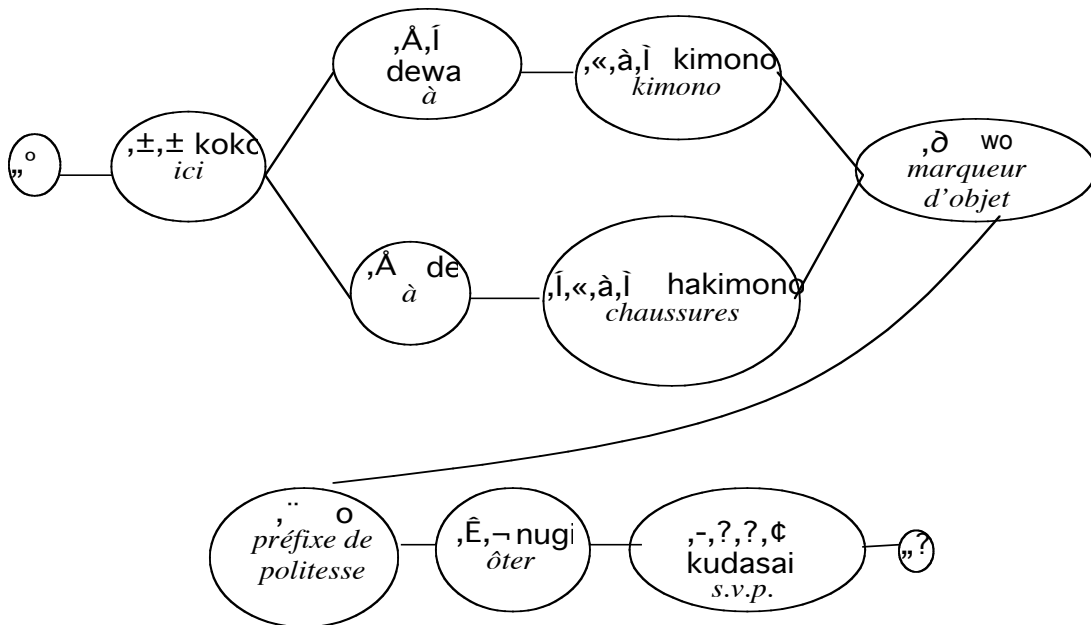 „°
‚±‚± koko
ici
‚Å‚Í
dewa
à
‚«‚à‚Ì kimono
kimono
‚Å de
à
‚Í‚«‚à‚Ì hakimono
chaussures
‚ð wo
marqueur
d’objet
‚¨ o
préfixe de
politesse
‚Ê‚¬ nugi
ôter
‚-‚?‚?‚¢
kudasai
s.v.p.
„?